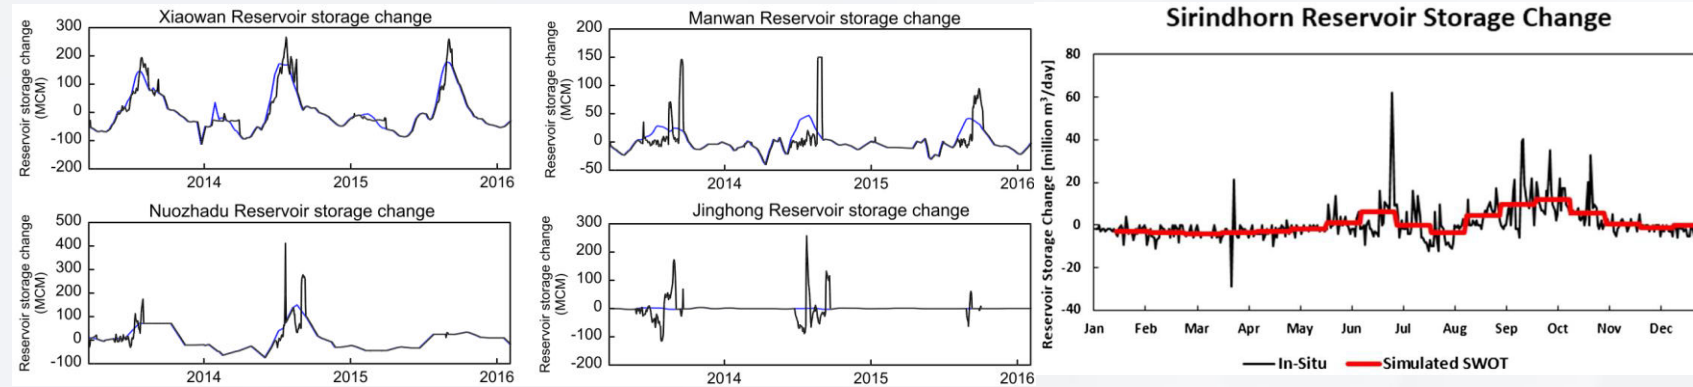 Xiaowan Reservoir storage change
Reservoir storage change
(MCM)
300
200
100
0
-100
-200
2014
2015
2016
Manwan Reservoir storage change
Reservoir storage change
(MCM)
200
150
100
50
0
-50
2014
2015
2016
Nuozhadu Reservoir storage change
Reservoir storage change
(MCM)
500
400
300
200
100
0
-100
2014
2015
2016
Jinghong Reservoir storage change
Reservoir storage change
(MCM)
300
200
100
0
-100
-200
2014
2015
2016
Sirindhorn Reservoir Storage Change
Reservoir Storage Change [million m³/day]
80
60
40
20
0
-20
-40
Jan Feb Mar Apr May Jun Jul Aug Sep Oct Nov Dec
In-Situ Simulated SWOT